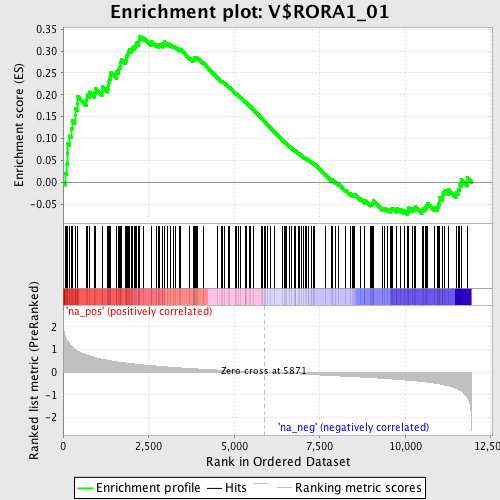 Enrichment plot: V$RORA1_01
Enrichment score (ES)
0.35
0.30
0.25
0.20
0.15
0.10
0.05
0.00
-0.05
'na_pos' (positively correlated)
Ranked list metric (PreRanked)
2
1
0
-1
-2
Zero cross at 5871
'na_neg' (negatively correlated)
0
2,500
5,000
7,500
10,000
12,500
Rank in Ordered Dataset
Enrichment profile
Hits
Ranking metric scores